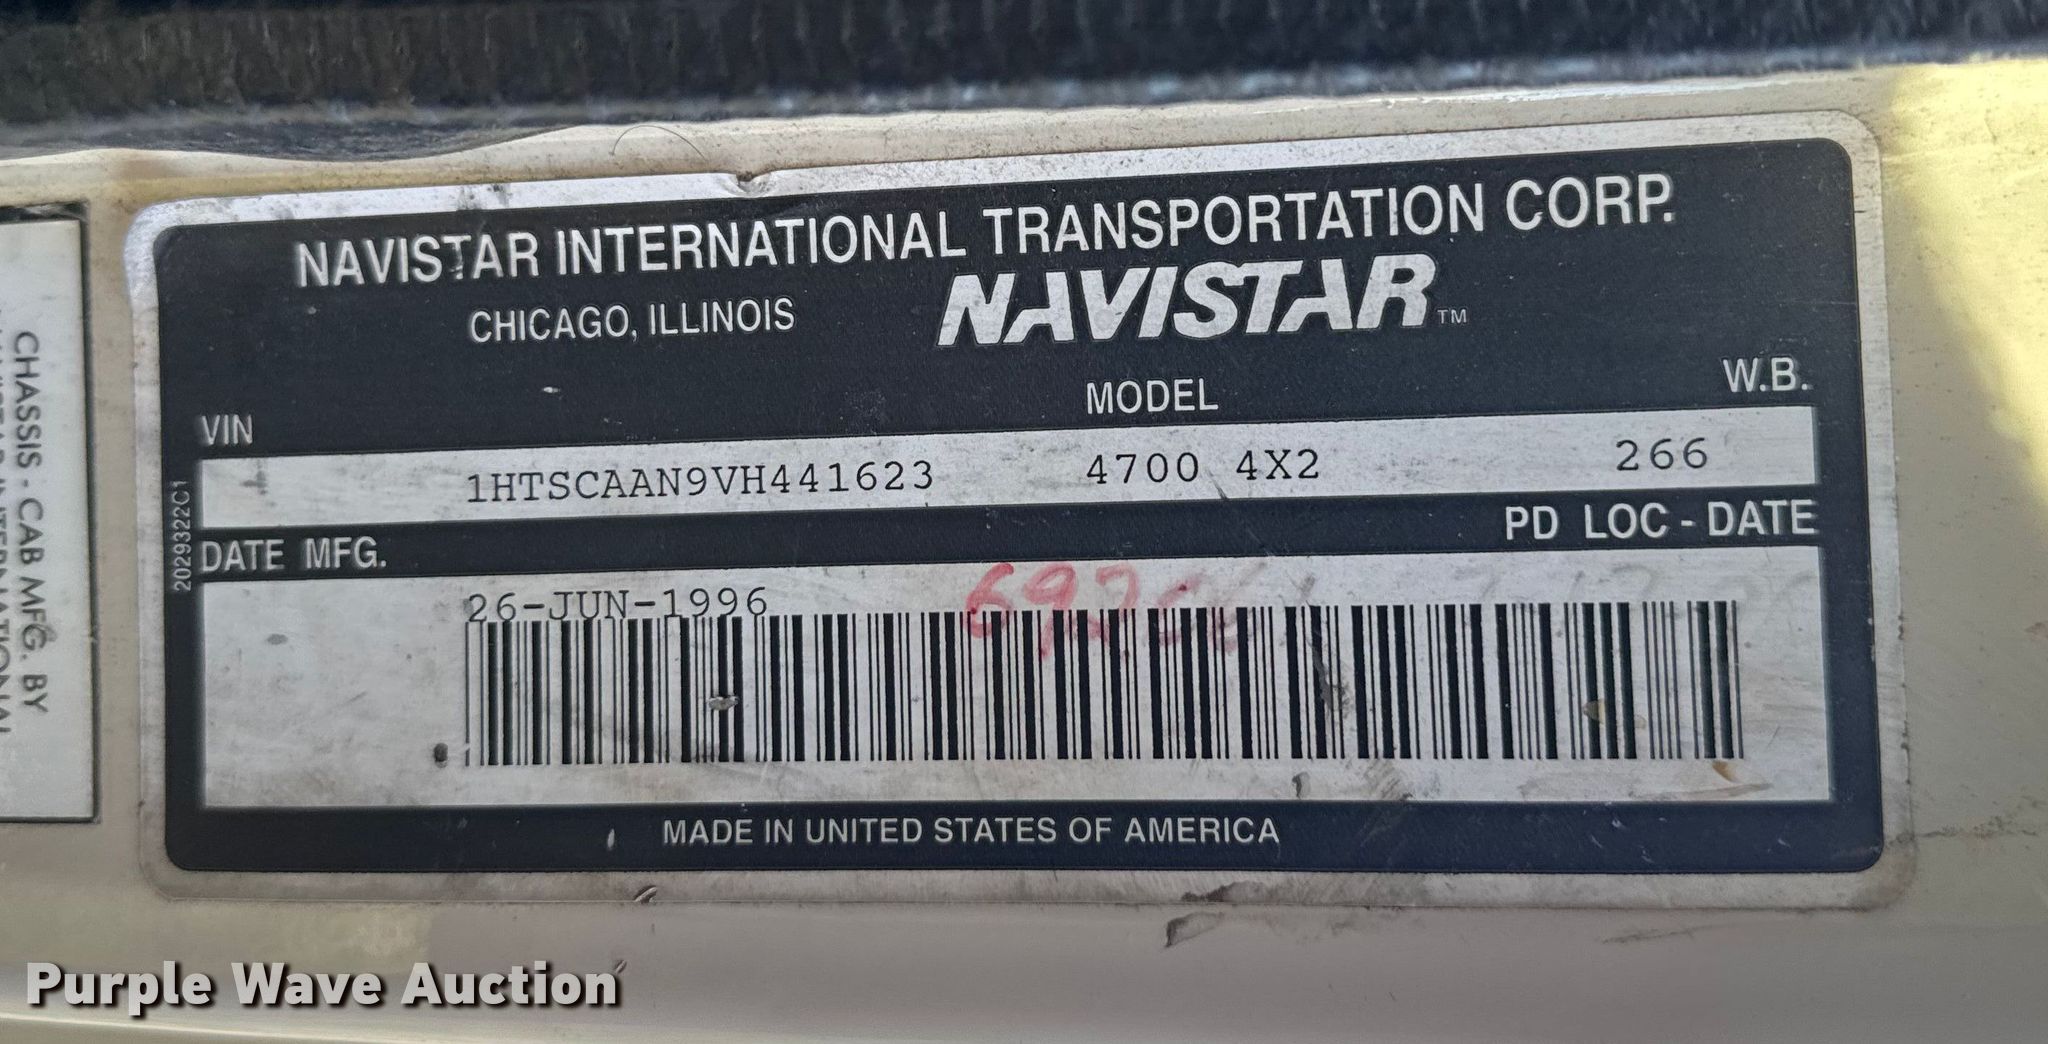 NAVISTAR INTERNATIONAL TRANSPORTATION CORP.
CHICAGO, ILLINOIS
NAVISTAR™
VIN
MODEL
W.B.
1HTSCAAN9VH441623
4700 4X2
266
DATE MFG.
PD LOC - DATE
26-JUN-1996
MADE IN UNITED STATES OF AMERICA
2029322C1
CHASSIS - CAB MFG. BY
Purple Wave Auction